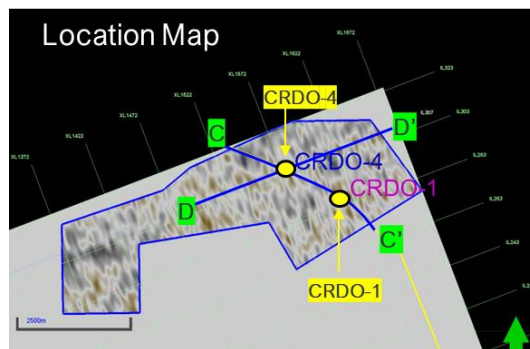 Location Map
XL1672
XL1622
XL1572
XL1522
XL1472
XL1422
XL1372
IL323
IL307
IL303
IL283
IL263
IL243
CRDO-4
C
D'
CRDO-4
CRDO-1
D
C'
CRDO-1
2500m